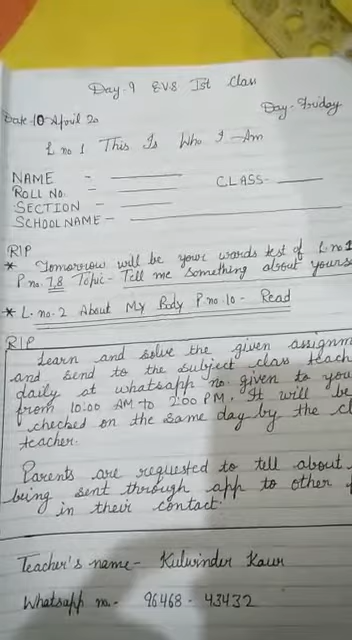 Day-9 EVS Ist Class
Date-10-April 20 Day-Friday
L no 1 This Is Who I Am
NAME -
CLASS-
ROLL NO. -
SECTION -
SCHOOL NAME -
RIP
* Tomorrow will be your wards test of L no 1
P no. 7,8 Topic- Tell me something about yourse
* L. no- 2 About My Body P. no-10 - Read
RIP
Learn and solve the given assignm
and send to the subject class teach
daily at whatsapp no. given to you
from 10:00 AM to 2:00 PM. It will be
checked on the same day by the cl
teacher.
Parents are requested to tell about
being sent through app to other
in their contact.
Teacher's name- Kulwinder Kaur
Whatsapp no.- 96468-43432